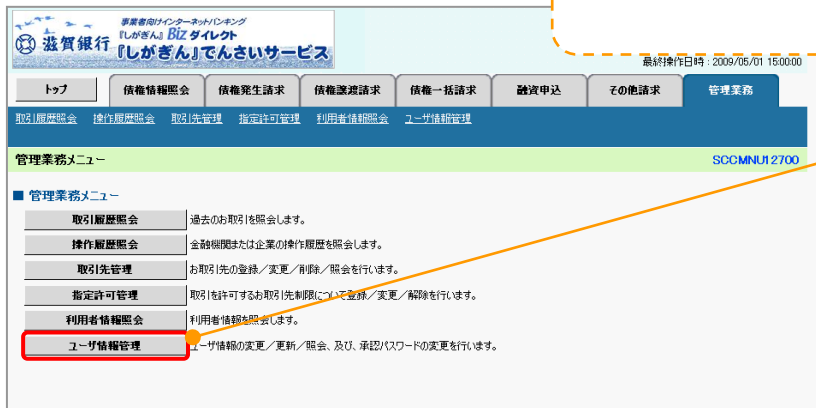 事業者向けインターネットバンキング
滋賀銀行 『しがぎん』Biz ダイレクト
『しがぎん』でんさいサービス
最終操作日時：2009/05/01 15:00:00
トップ 債権情報照会 債権発生請求 債権譲渡請求 債権一括請求 融資申込 その他請求 管理業務
取引履歴照会 操作履歴照会 取引先管理 指定許可管理 利用者情報照会 ユーザ情報管理
管理業務メニュー SCCMNU12700
■ 管理業務メニュー
取引履歴照会 過去のお取引を照会します。
操作履歴照会 金融機関または企業の操作履歴を照会します。
取引先管理 お取引先の登録／変更／削除／照会を行います。
指定許可管理 取引を許可するお取引先制限について登録／変更／解除を行います。
利用者情報照会 利用者情報を照会します。
ユーザ情報管理 ユーザ情報の変更／更新／照会、及び、承認パスワードの変更を行います。